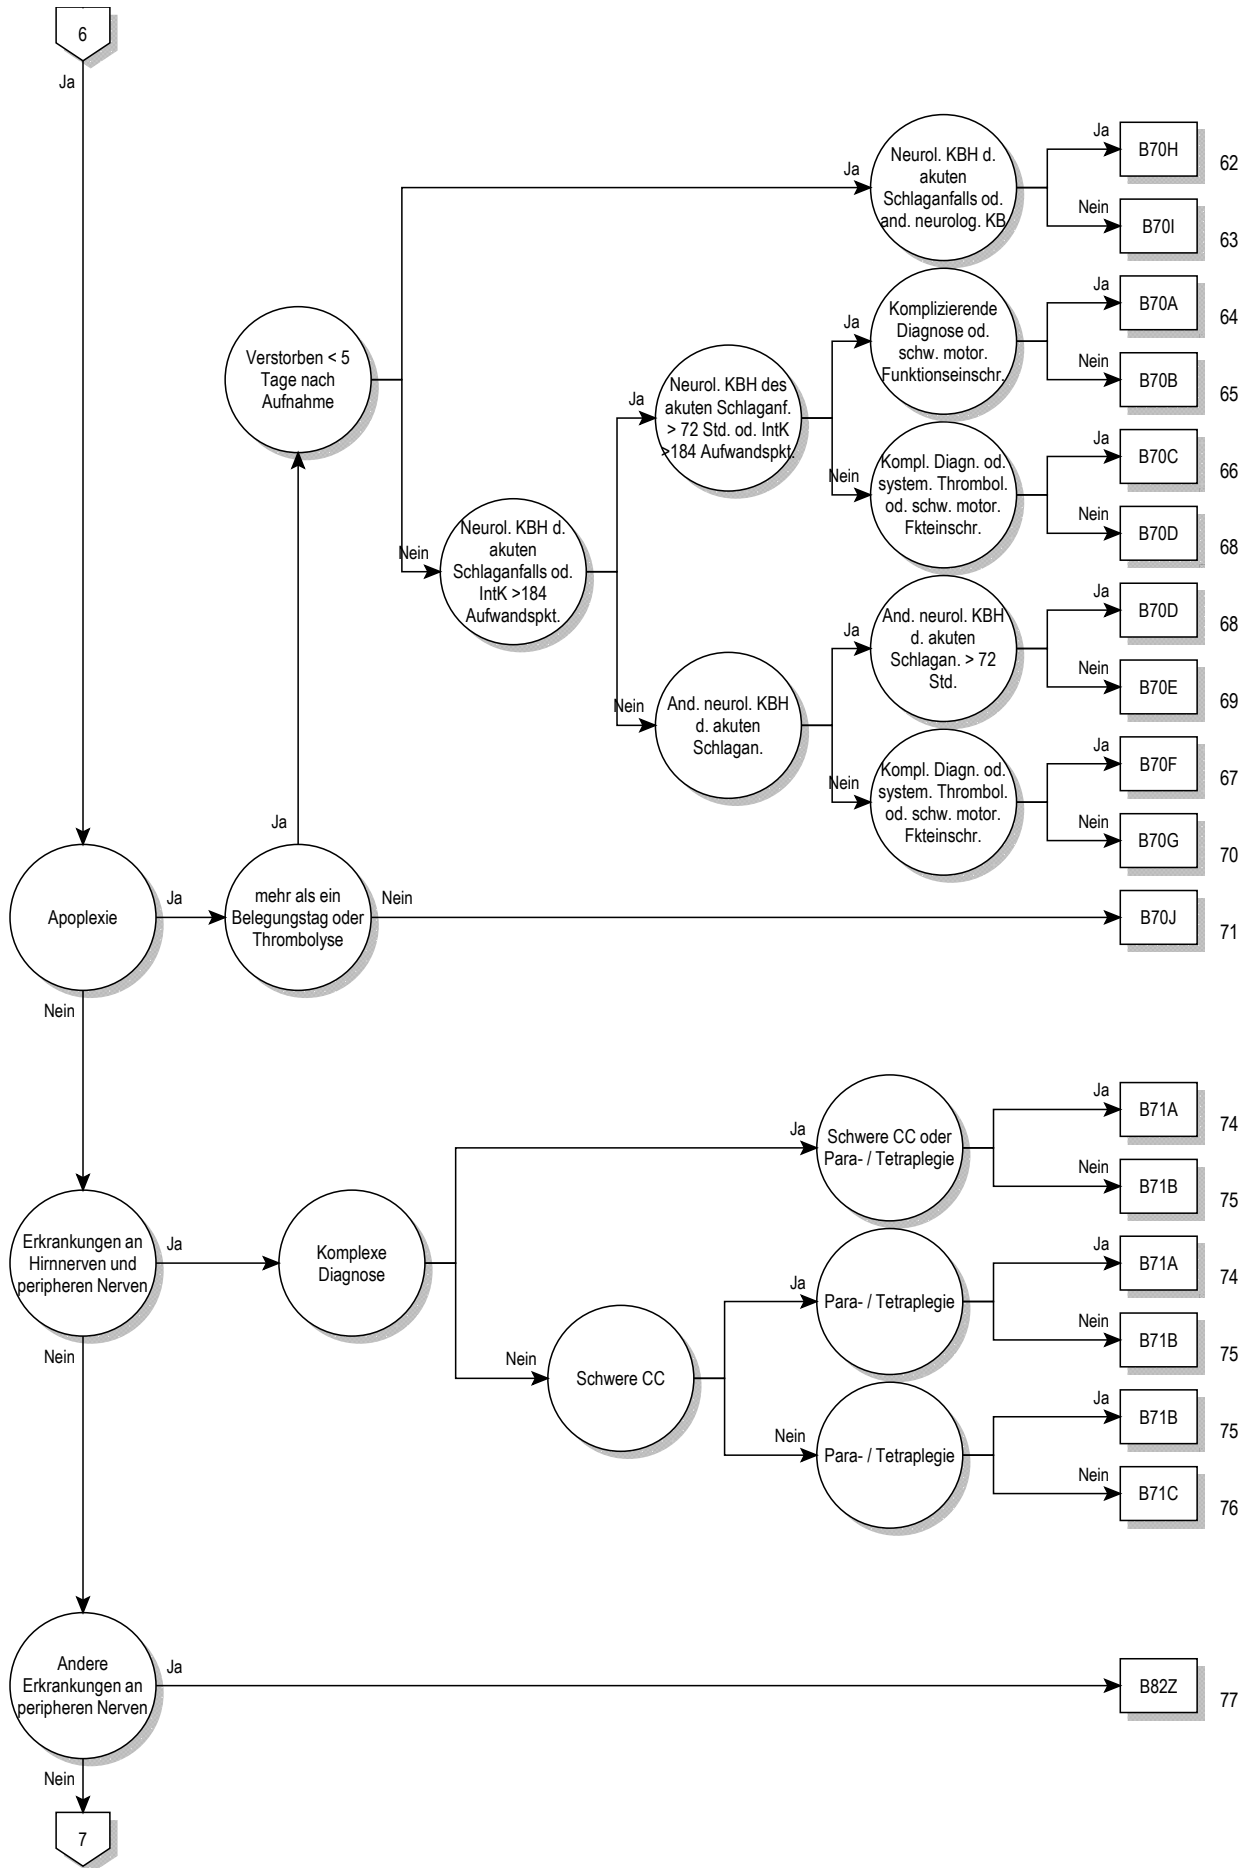 6
Ja
Neurol. KBH d.
akuten
Schlaganfalls od.
and. neurolog. KB
Ja
Ja
B70H
62
Nein
B70I
63
Verstorben < 5
Tage nach
Aufnahme
Komplizierende
Diagnose od.
schw. motor.
Funktionseinschr.
Ja
Ja
B70A
64
Nein
B70B
65
Neurol. KBH des
akuten Schlaganf.
> 72 Std. od. IntK
>184 Aufwandspkt.
Ja
Kompl. Diagn. od.
system. Thrombol.
od. schw. motor.
Fkteinschr.
Nein
Ja
B70C
66
Nein
B70D
68
Neurol. KBH d.
akuten
Schlaganfalls od.
IntK >184
Aufwandspkt.
Nein
And. neurol. KBH
d. akuten
Schlagan. > 72
Std.
Ja
Ja
B70D
68
Nein
B70E
69
And. neurol. KBH
d. akuten
Schlagan.
Nein
Kompl. Diagn. od.
system. Thrombol.
od. schw. motor.
Fkteinschr.
Nein
Ja
B70F
67
Nein
B70G
70
Ja
Apoplexie
Ja
mehr als ein
Belegungstag oder
Thrombolyse
Nein
B70J
71
Nein
Schwere CC oder
Para- / Tetraplegie
Ja
Ja
B71A
74
Nein
B71B
75
Erkrankungen an
Hirnnerven und
peripheren Nerven
Ja
Komplexe
Diagnose
Ja
Para- / Tetraplegie
Ja
B71A
74
Nein
B71B
75
Nein
Nein
Schwere CC
Nein
Para- / Tetraplegie
Ja
B71B
75
Nein
B71C
76
Andere
Erkrankungen an
peripheren Nerven
Ja
B82Z
77
Nein
7